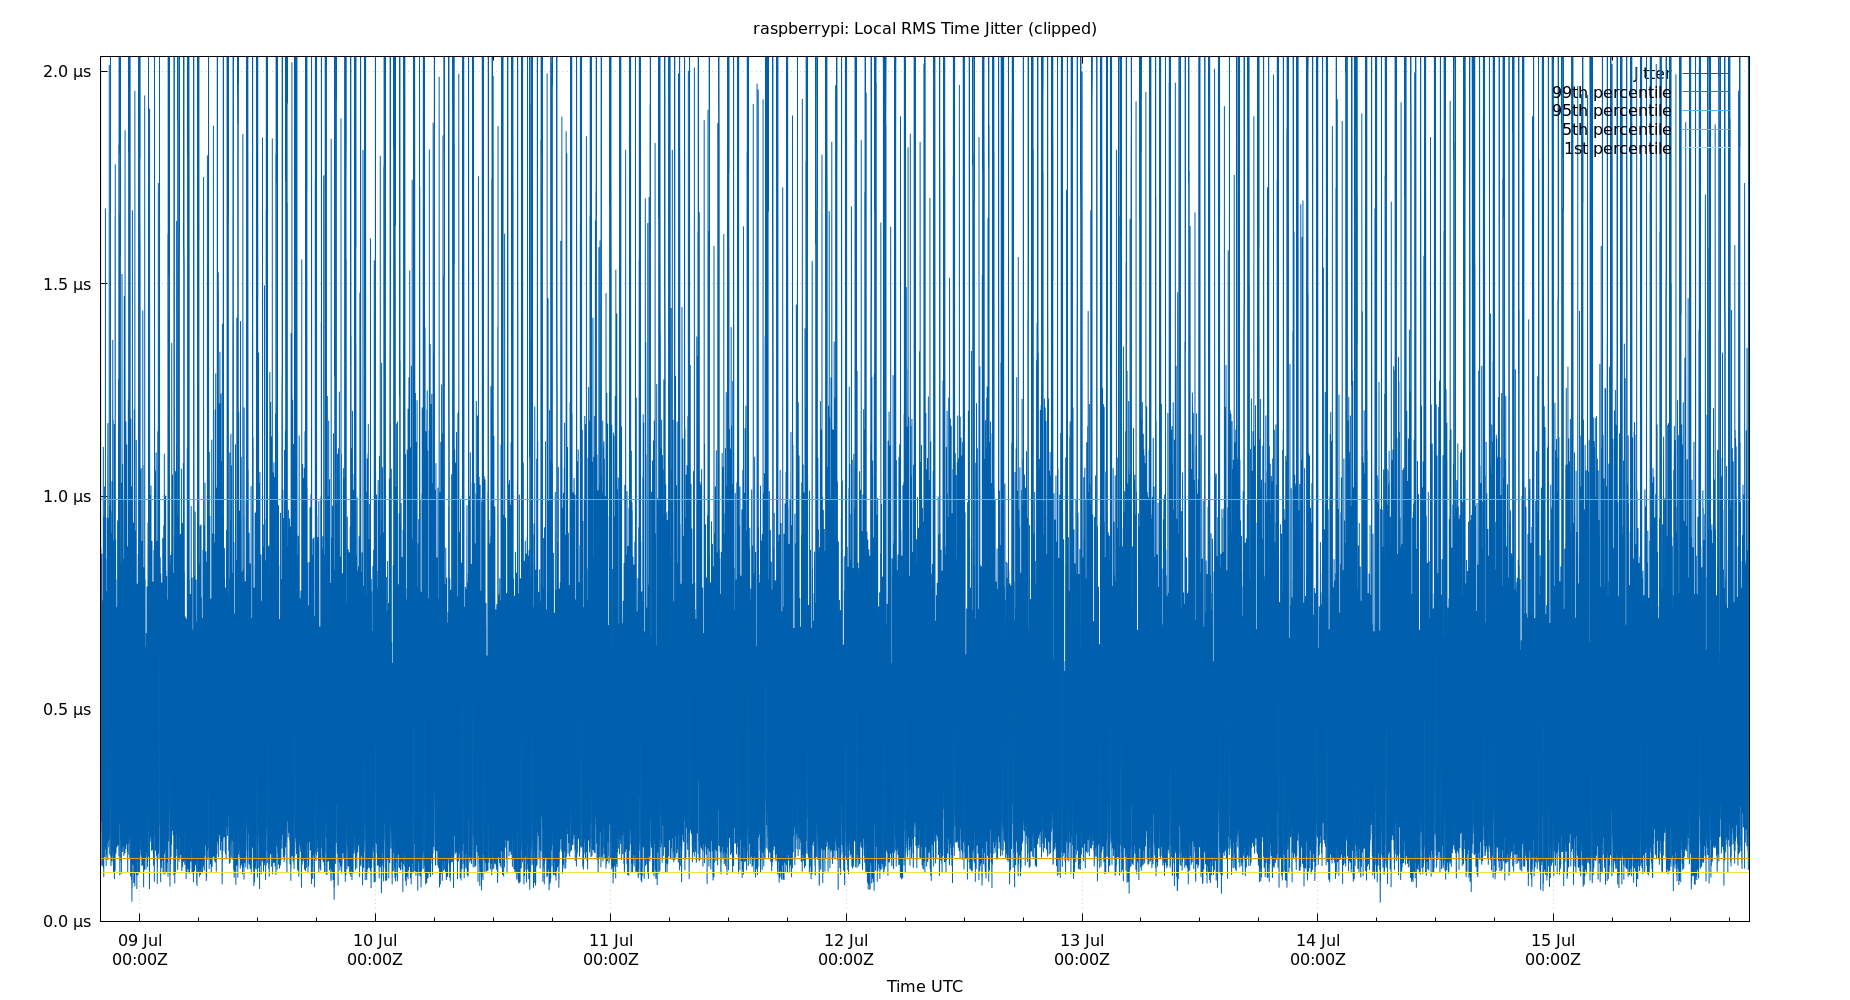 raspberrypi: Local RMS Time Jitter (clipped)
2.0 μs
Jitter
99th percentile
95th percentile
5th percentile
1st percentile
1.5 μs
1.0 μs
0.5 μs
0.0 μs
09 Jul 10 Jul 11 Jul 12 Jul 13 Jul 14 Jul 15 Jul
00:00Z 00:00Z 00:00Z 00:00Z 00:00Z 00:00Z 00:00Z
Time UTC